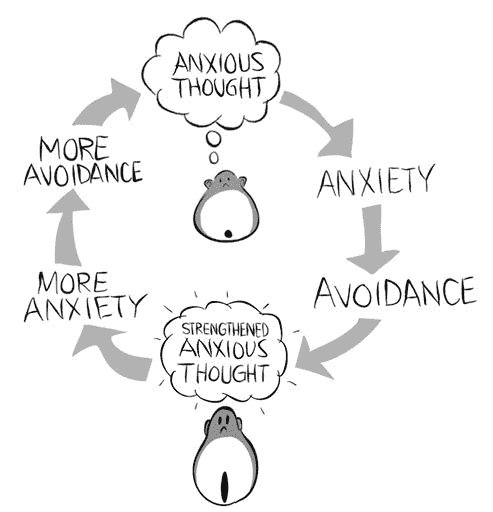 ANXIOUS
THOUGHT
ANXIETY
AVOIDANCE
STRENGTHENED
ANXIOUS
THOUGHT
MORE
ANXIETY
MORE
AVOIDANCE